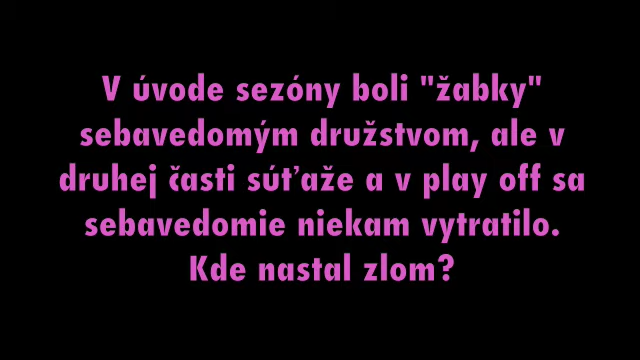 V úvode sezóny boli "žabky"
sebavedomým družstvom, ale v
druhej časti súťaže a v play off sa
sebavedomie niekam vytratilo.
Kde nastal zlom?